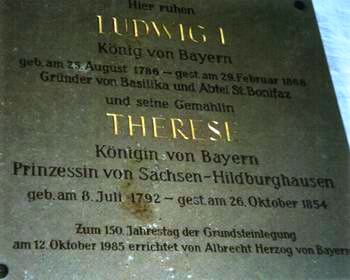 Hier ruhen
LUDWIG I
König von Bayern
geb. am 25. August 1786 – gest. am 29. Februar 1868
Gründer von Basilika und Abtei St. Bonifaz
und seine Gemahlin
THERESE
Königin von Bayern
Prinzessin von Sachsen-Hildburghausen
geb. am 8. Juli 1792 – gest. am 26. Oktober 1854
Zum 150. Jahrestag der Grundsteinlegung
am 12. Oktober 1985 errichtet von Albrecht Herzog von Bayern